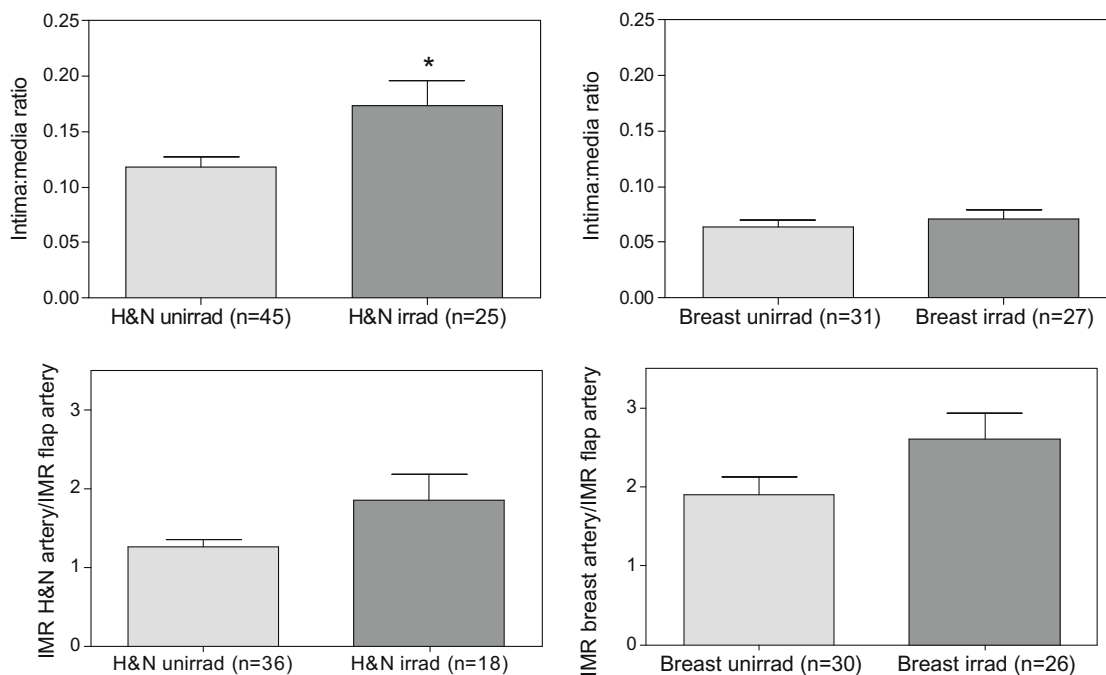 Intima:media ratio
0.25
0.20
0.15
0.10
0.05
0.00
*
H&N unirrad (n=45)
H&N irrad (n=25)
Intima:media ratio
0.25
0.20
0.15
0.10
0.05
0.00
Breast unirrad (n=31)
Breast irrad (n=27)
IMR H&N artery/IMR flap artery
3
2
1
0
H&N unirrad (n=36)
H&N irrad (n=18)
IMR breast artery/IMR flap artery
3
2
1
0
Breast unirrad (n=30)
Breast irrad (n=26)